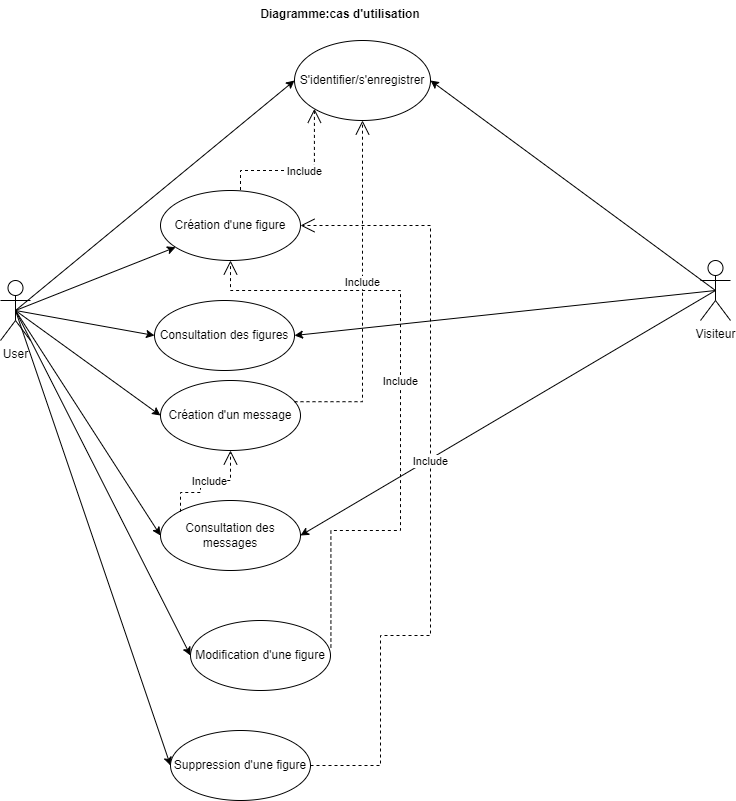 Diagramme:cas d'utilisation
S'identifier/s'enregistrer
Include
Création d'une figure
Include
Consultation des figures
User
Visiteur
Include
Création d'un message
Include
Include
Consultation des
messages
Modification d'une figure
Suppression d'une figure